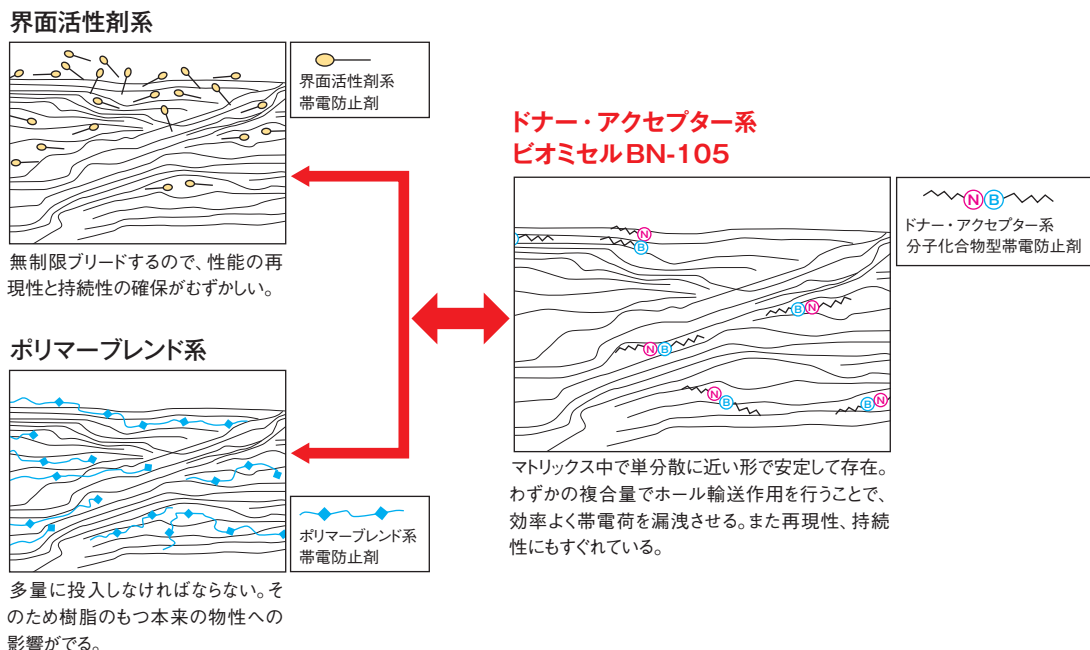 界面活性剤系
界面活性剤系
帯電防止剤
無制限ブリードするので、性能の再
現性と持続性の確保がむずかしい。
ポリマーブレンド系
ポリマーブレンド系
帯電防止剤
多量に投入しなければならない。そ
のため樹脂のもつ本来の物性への
影響がでる。
ドナー・アクセプター系
ビオミセルBN-105
N
B
B
N
B
N
B
N
B
B
N
N B
ドナー・アクセプター系
分子化合物型帯電防止剤
マトリックス中で単分散に近い形で安定して存在。
わずかの複合量でホール輸送作用を行うことで、
効率よく帯電荷を漏洩させる。また再現性、持続
性にもすぐれている。